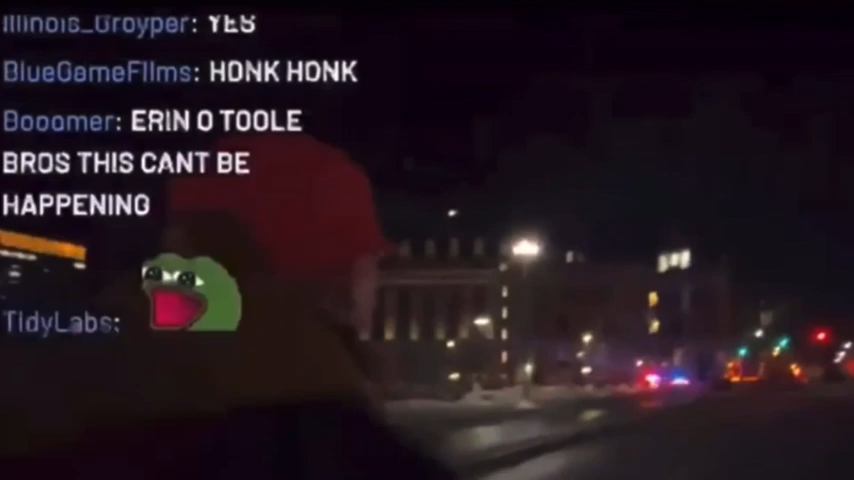 Illinois_Groyper: YES
BlueGameFilms: HONK HONK
Booomer: ERIN O TOOLE
BROS THIS CANT BE
HAPPENING
TidyLabs: